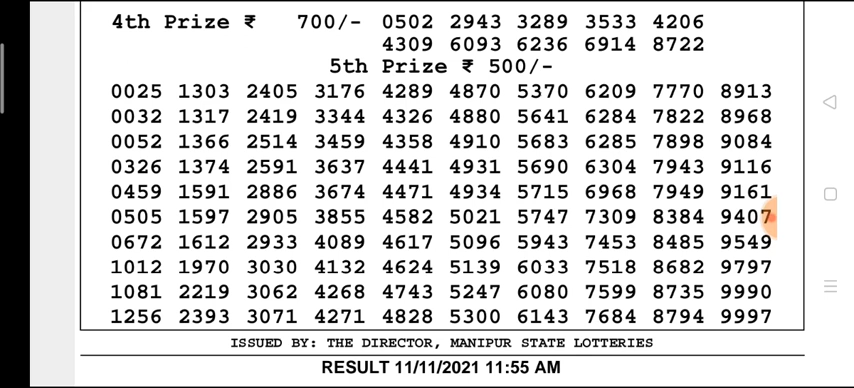 4th Prize ₹ 700/- 0502 2943 3289 3533 4206
4309 6093 6236 6914 8722
5th Prize ₹ 500/-
0025 1303 2405 3176 4289 4870 5370 6209 7770 8913
0032 1317 2419 3344 4326 4880 5641 6284 7822 8968
0052 1366 2514 3459 4358 4910 5683 6285 7898 9084
0326 1374 2591 3637 4441 4931 5690 6304 7943 9116
0459 1591 2886 3674 4471 4934 5715 6968 7949 9161
0505 1597 2905 3855 4582 5021 5747 7309 8384 9407
0672 1612 2933 4089 4617 5096 5943 7453 8485 9549
1012 1970 3030 4132 4624 5139 6033 7518 8682 9797
1081 2219 3062 4268 4743 5247 6080 7599 8735 9990
1256 2393 3071 4271 4828 5300 6143 7684 8794 9997
ISSUED BY: THE DIRECTOR, MANIPUR STATE LOTTERIES
RESULT 11/11/2021 11:55 AM